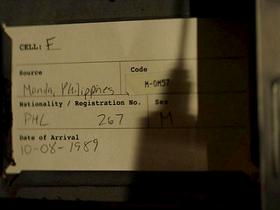 CELL: E
Source Code
Manila, Philippines. M-OM57
Nationality / Registration No. Sex
PHL 267 M
Date of Arrival
10-08-1989